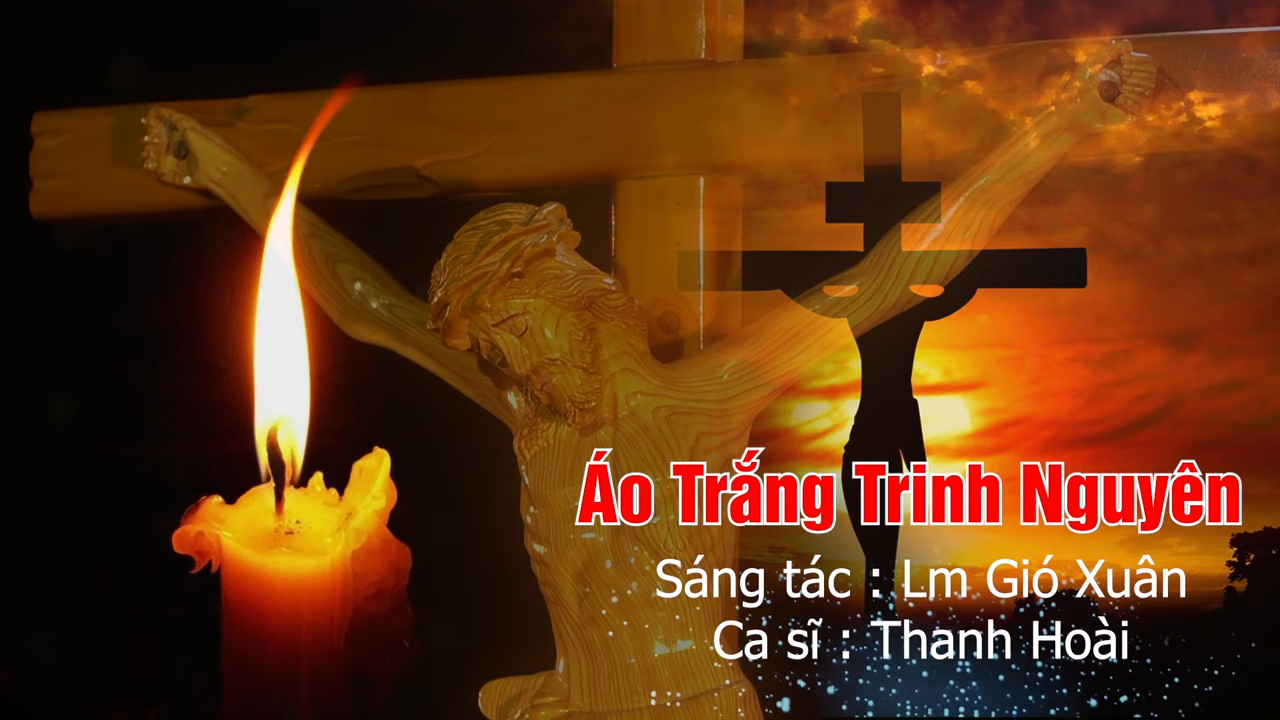 Áo Trắng Trinh Nguyên
Sáng tác : Lm Gió Xuân
Ca sĩ : Thanh Hoài